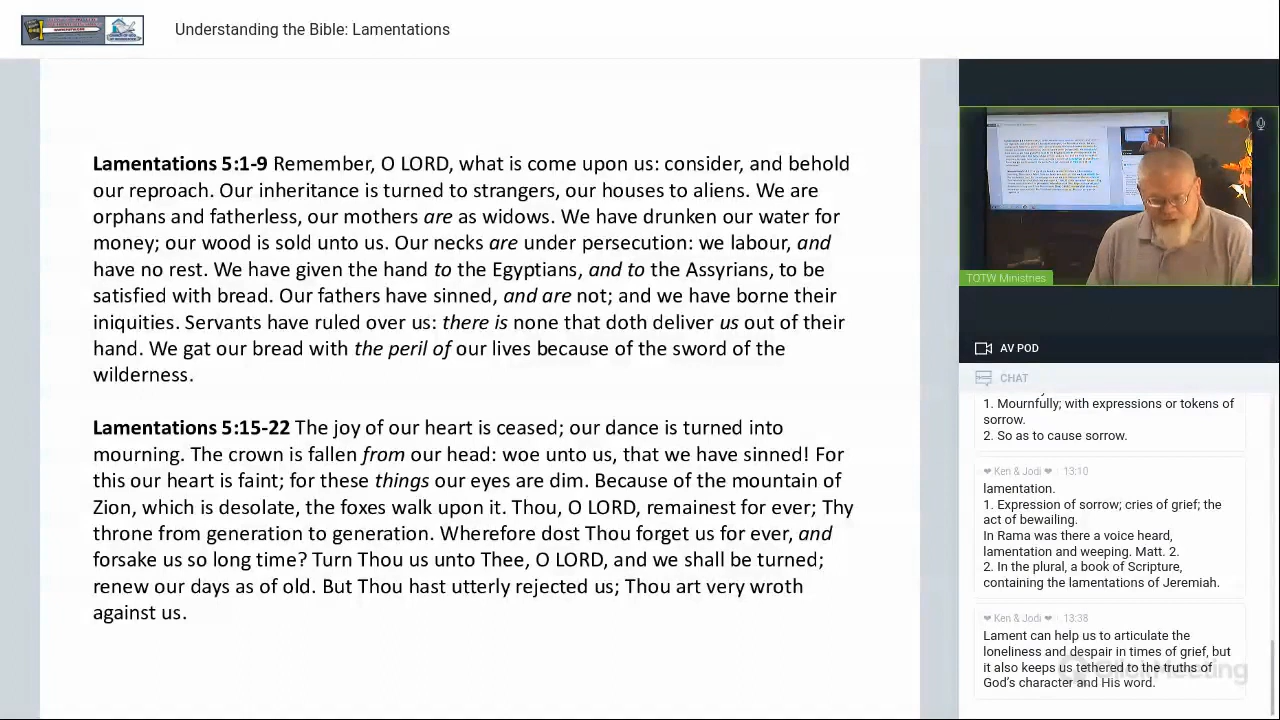 Understanding the Bible: Lamentations
Lamentations 5:1-9 Remember, O LORD, what is come upon us: consider, and behold
our reproach. Our inheritance is turned to strangers, our houses to aliens. We are
orphans and fatherless, our mothers are as widows. We have drunken our water for
money; our wood is sold unto us. Our necks are under persecution: we labour, and
have no rest. We have given the hand to the Egyptians, and to the Assyrians, to be
satisfied with bread. Our fathers have sinned, and are not; and we have borne their
iniquities. Servants have ruled over us: there is none that doth deliver us out of their
hand. We gat our bread with the peril of our lives because of the sword of the
wilderness.
Lamentations 5:15-22 The joy of our heart is ceased; our dance is turned into
mourning. The crown is fallen from our head: woe unto us, that we have sinned! For
this our heart is faint; for these things our eyes are dim. Because of the mountain of
Zion, which is desolate, the foxes walk upon it. Thou, O LORD, remainest for ever; Thy
throne from generation to generation. Wherefore dost Thou forget us for ever, and
forsake us so long time? Turn Thou us unto Thee, O LORD, and we shall be turned;
renew our days as of old. But Thou hast utterly rejected us; Thou art very wroth
against us.
TOTW Ministries
AV POD
CHAT
1. Mournfully; with expressions or tokens of
sorrow.
2. So as to cause sorrow.
❤ Ken & Jodi ❤ 13:10
lamentation.
1. Expression of sorrow; cries of grief; the
act of bewailing.
In Rama was there a voice heard,
lamentation and weeping. Matt. 2.
2. In the plural, a book of Scripture,
containing the lamentations of Jeremiah.
❤ Ken & Jodi ❤ 13:38
Lament can help us to articulate the
loneliness and despair in times of grief, but
it also keeps us tethered to the truths of
God's character and His word.
ClickMeeting